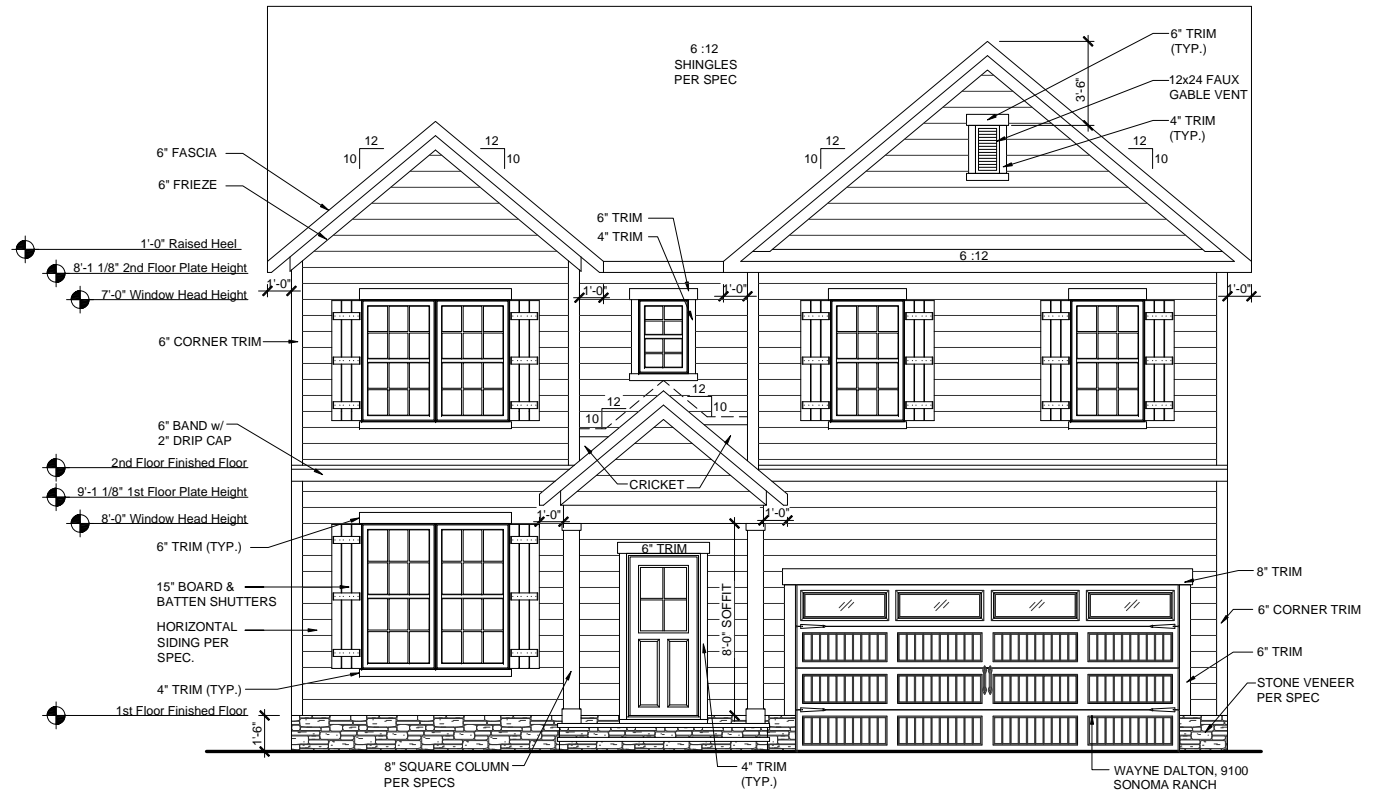 6 :12
SHINGLES
PER SPEC
6" TRIM
(TYP.)
12x24 FAUX
GABLE VENT
4" TRIM
(TYP.)
3'-6"
12
10
12
10
12
10
12
10
6" FASCIA
6" FRIEZE
6" TRIM
4" TRIM
1'-0" Raised Heel
8'-1 1/8" 2nd Floor Plate Height
7'-0" Window Head Height
6 :12
1'-0"
1'-0"
1'-0"
1'-0"
6" CORNER TRIM
12
10
12
10
6" BAND w/
2" DRIP CAP
2nd Floor Finished Floor
9'-1 1/8" 1st Floor Plate Height
8'-0" Window Head Height
CRICKET
1'-0"
1'-0"
6" TRIM (TYP.)
6" TRIM
8'-0" SOFFIT
8" TRIM
15" BOARD &
BATTEN SHUTTERS
6" CORNER TRIM
HORIZONTAL
SIDING PER
SPEC.
6" TRIM
4" TRIM (TYP.)
STONE VENEER
PER SPEC
1st Floor Finished Floor
1'-6"
8" SQUARE COLUMN
PER SPECS
4" TRIM
(TYP.)
WAYNE DALTON, 9100
SONOMA RANCH